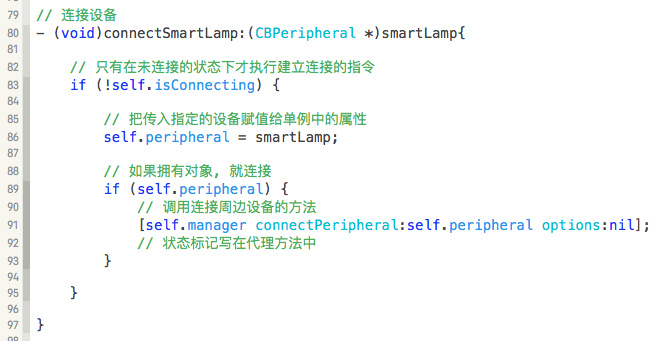 79 // 连接设备
80 - (void)connectSmartLamp:(CBPeripheral *)smartLamp{
81
82 // 只有在未连接的状态下才执行建立连接的指令
83 if (!self.isConnecting) {
84
85 // 把传入指定的设备赋值给单例中的属性
86 self.peripheral = smartLamp;
87
88 // 如果拥有对象, 就连接
89 if (self.peripheral) {
90 // 调用连接周边设备的方法
91 [self.manager connectPeripheral:self.peripheral options:nil];
92 // 状态标记写在代理方法中
93 }
94
95 }
96
97 }